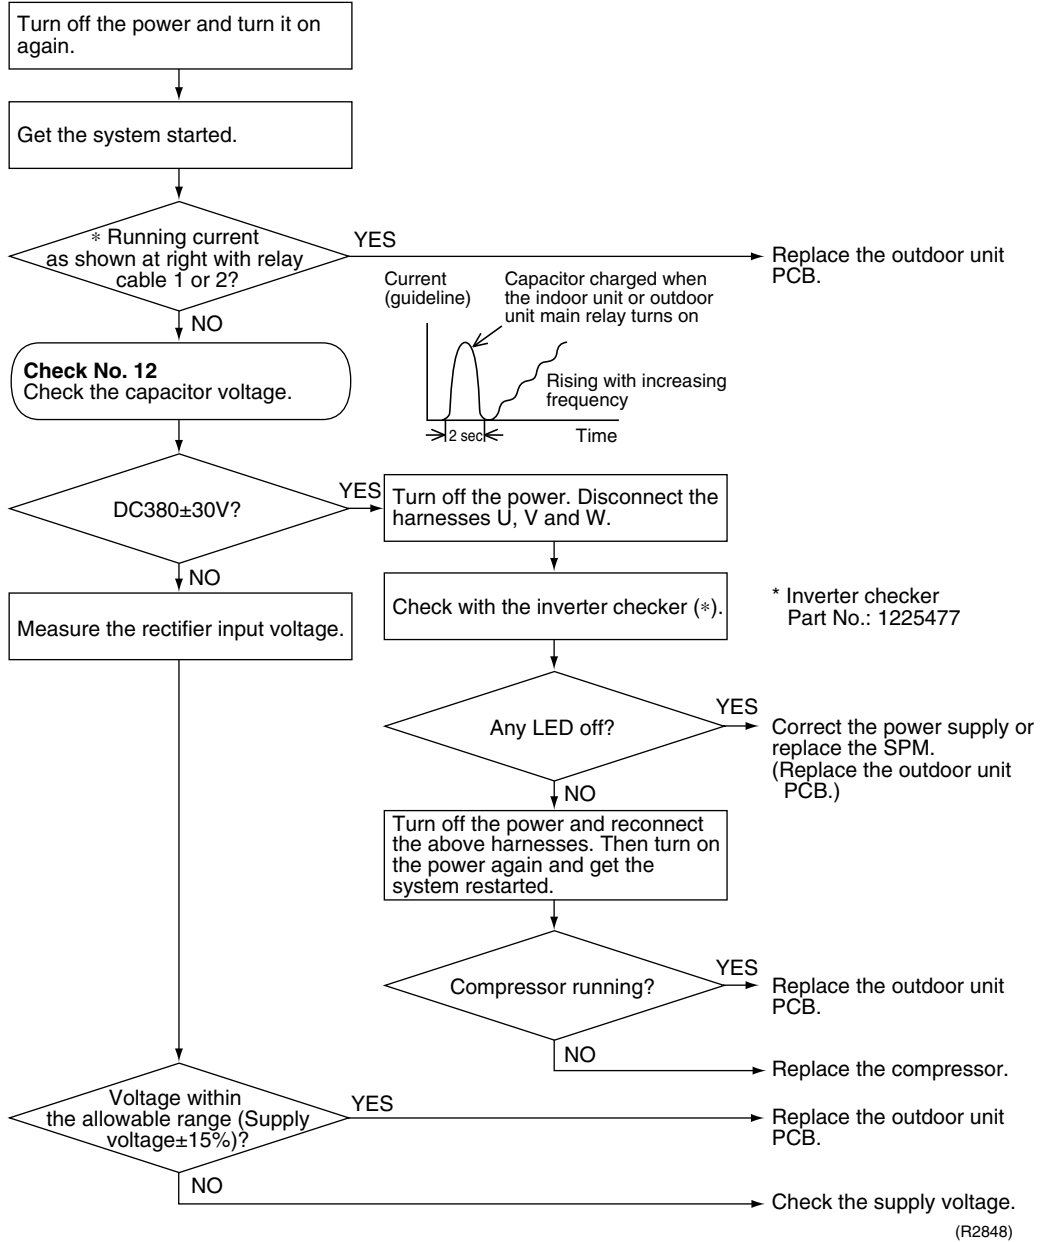 Turn off the power and turn it on
again.
Get the system started.
* Running current
as shown at right with relay
cable 1 or 2?
YES
Replace the outdoor unit
PCB.
NO
Current
(guideline)
Capacitor charged when
the indoor unit or outdoor
unit main relay turns on
Rising with increasing
frequency
2 sec
Time
Check No. 12
Check the capacitor voltage.
DC380±30V?
YES
Turn off the power. Disconnect the
harnesses U, V and W.
NO
Measure the rectifier input voltage.
Check with the inverter checker (*).
* Inverter checker
Part No.: 1225477
Any LED off?
YES
Correct the power supply or
replace the SPM.
(Replace the outdoor unit
PCB.)
NO
Turn off the power and reconnect
the above harnesses. Then turn on
the power again and get the
system restarted.
Compressor running?
YES
Replace the outdoor unit
PCB.
NO
Replace the compressor.
Voltage within
the allowable range (Supply
voltage±15%)?
YES
Replace the outdoor unit
PCB.
NO
Check the supply voltage.
(R2848)